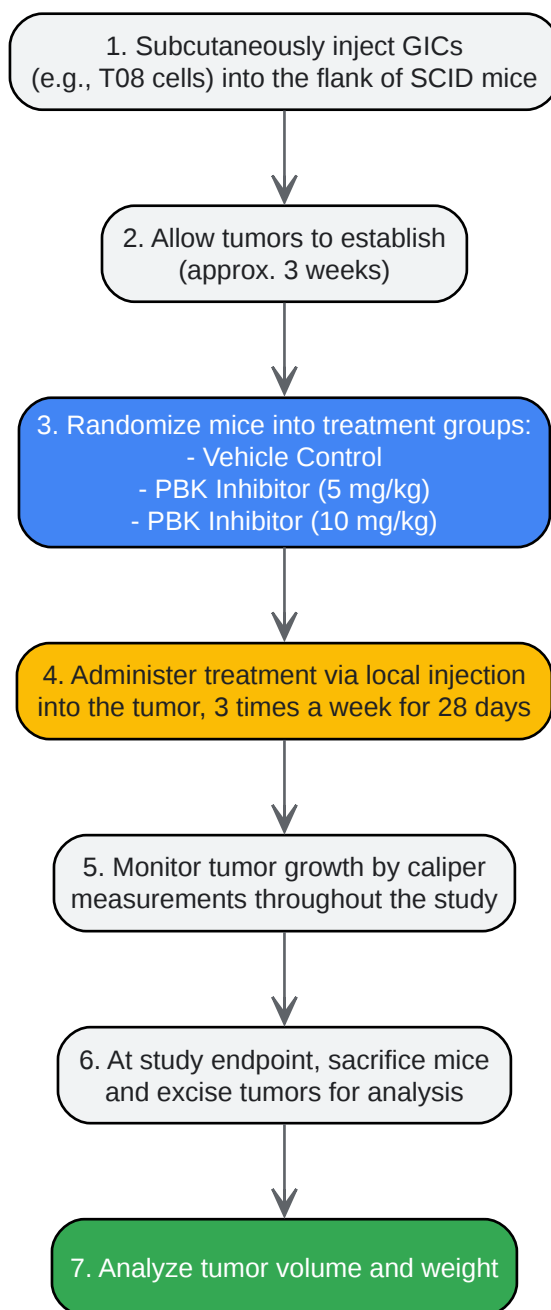 1. Subcutaneously inject GICs
(e.g., T08 cells) into the flank of SCID mice
2. Allow tumors to establish
(approx. 3 weeks)
3. Randomize mice into treatment groups:
- Vehicle Control
- PBK Inhibitor (5 mg/kg)
- PBK Inhibitor (10 mg/kg)
4. Administer treatment via local injection
into the tumor, 3 times a week for 28 days
5. Monitor tumor growth by caliper
measurements throughout the study
6. At study endpoint, sacrifice mice
and excise tumors for analysis
7. Analyze tumor volume and weight